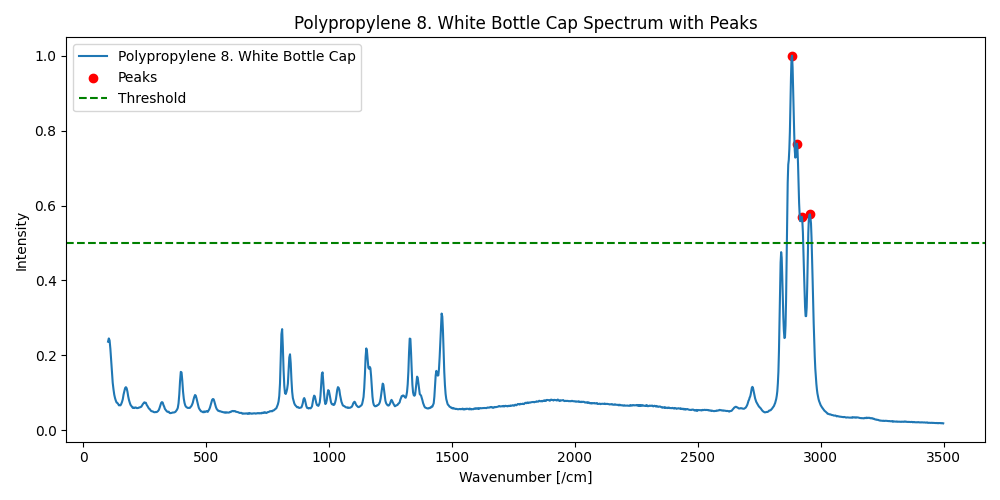 Polypropylene 8. White Bottle Cap Spectrum with Peaks
Polypropylene 8. White Bottle Cap
Peaks
Threshold
Intensity
1.0
0.8
0.6
0.4
0.2
0.0
0
500
1000
1500
2000
2500
3000
3500
Wavenumber [/cm]